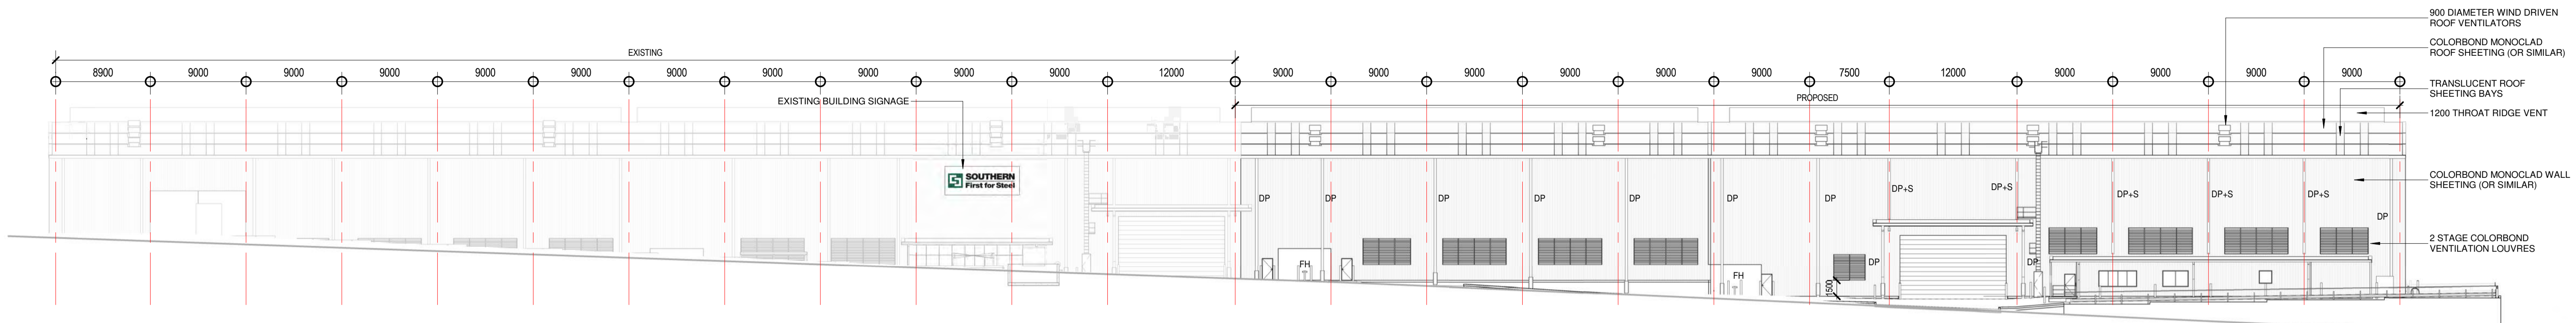 900 DIAMETER WIND DRIVEN
ROOF VENTILATORS
EXISTING
COLORBOND MONOCLAD
ROOF SHEETING (OR SIMILAR)
8900 9000 9000 9000 9000 9000 9000 9000 9000 9000 9000 12000 9000 9000 9000 9000 9000 9000 7500 12000 9000 9000 9000 9000
TRANSLUCENT ROOF
SHEETING BAYS
EXISTING BUILDING SIGNAGE
PROPOSED
1200 THROAT RIDGE VENT
SOUTHERN
First for Steel
COLORBOND MONOCLAD WALL
SHEETING (OR SIMILAR)
DP DP DP DP DP DP DP DP+S DP+S DP+S DP+S DP+S DP
2 STAGE COLORBOND
VENTILATION LOUVRES
FH FH DP DP
1500